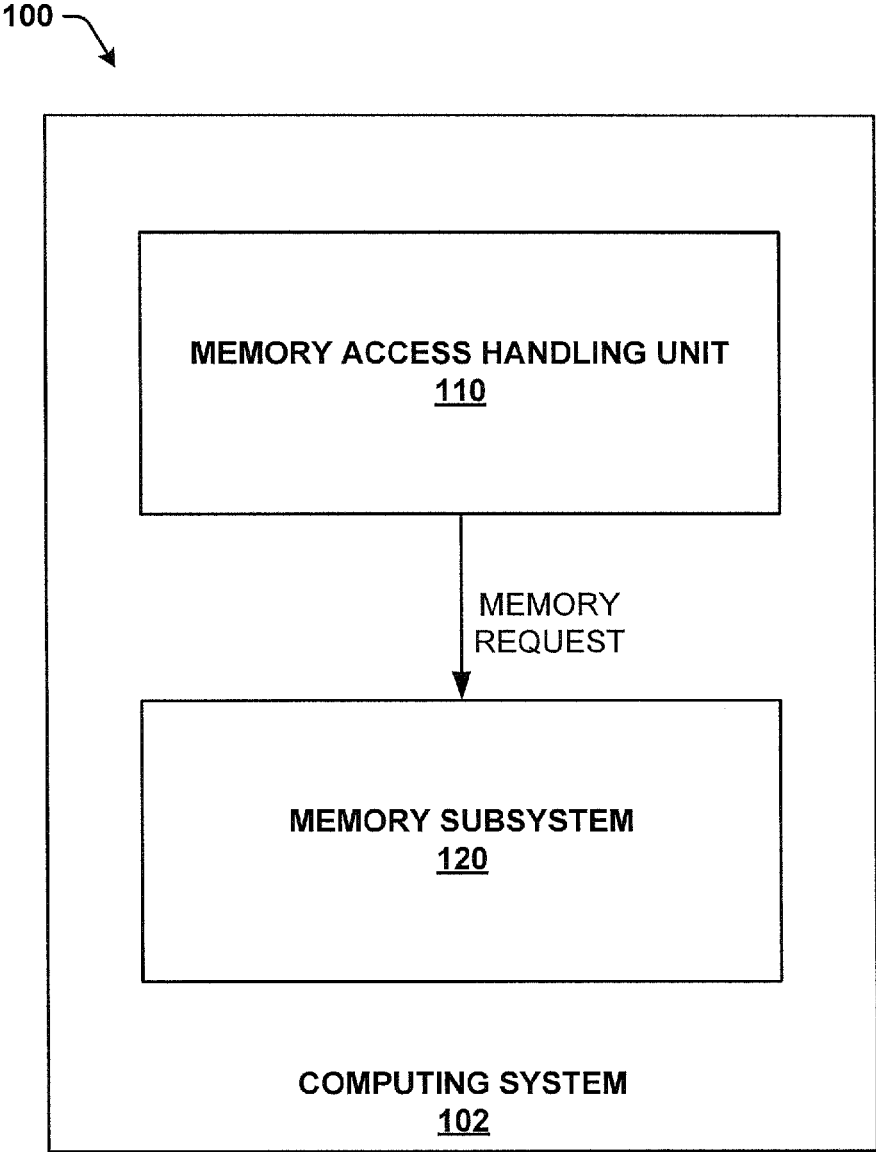 100
MEMORY ACCESS HANDLING UNIT
110
MEMORY
REQUEST
MEMORY SUBSYSTEM
120
COMPUTING SYSTEM
102